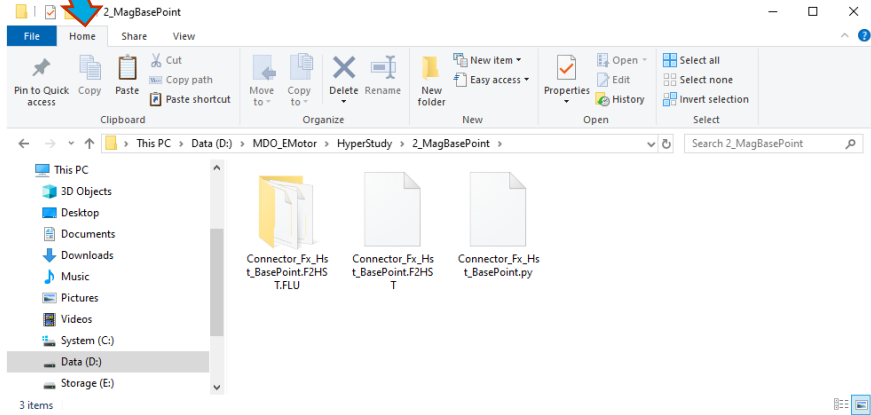 2_MagBasePoint
File Home Share View
Pin to Quick access
Copy
Paste
Cut
Copy path
Paste shortcut
Clipboard
Move to
Copy to
Delete
Rename
Organize
New folder
New item
Easy access
New
Properties
Open
Edit
History
Open
Select all
Select none
Invert selection
Select
This PC > Data (D:) > MDO_EMotor > HyperStudy > 2_MagBasePoint >
Search 2_MagBasePoint
This PC
3D Objects
Desktop
Documents
Downloads
Music
Pictures
Videos
System (C:)
Data (D:)
Storage (E:)
Connector_Fx_Hs
t_BasePoint.F2HS
T.FLU
Connector_Fx_Hs
t_BasePoint.F2HS
T
Connector_Fx_Hs
t_BasePoint.py
3 items